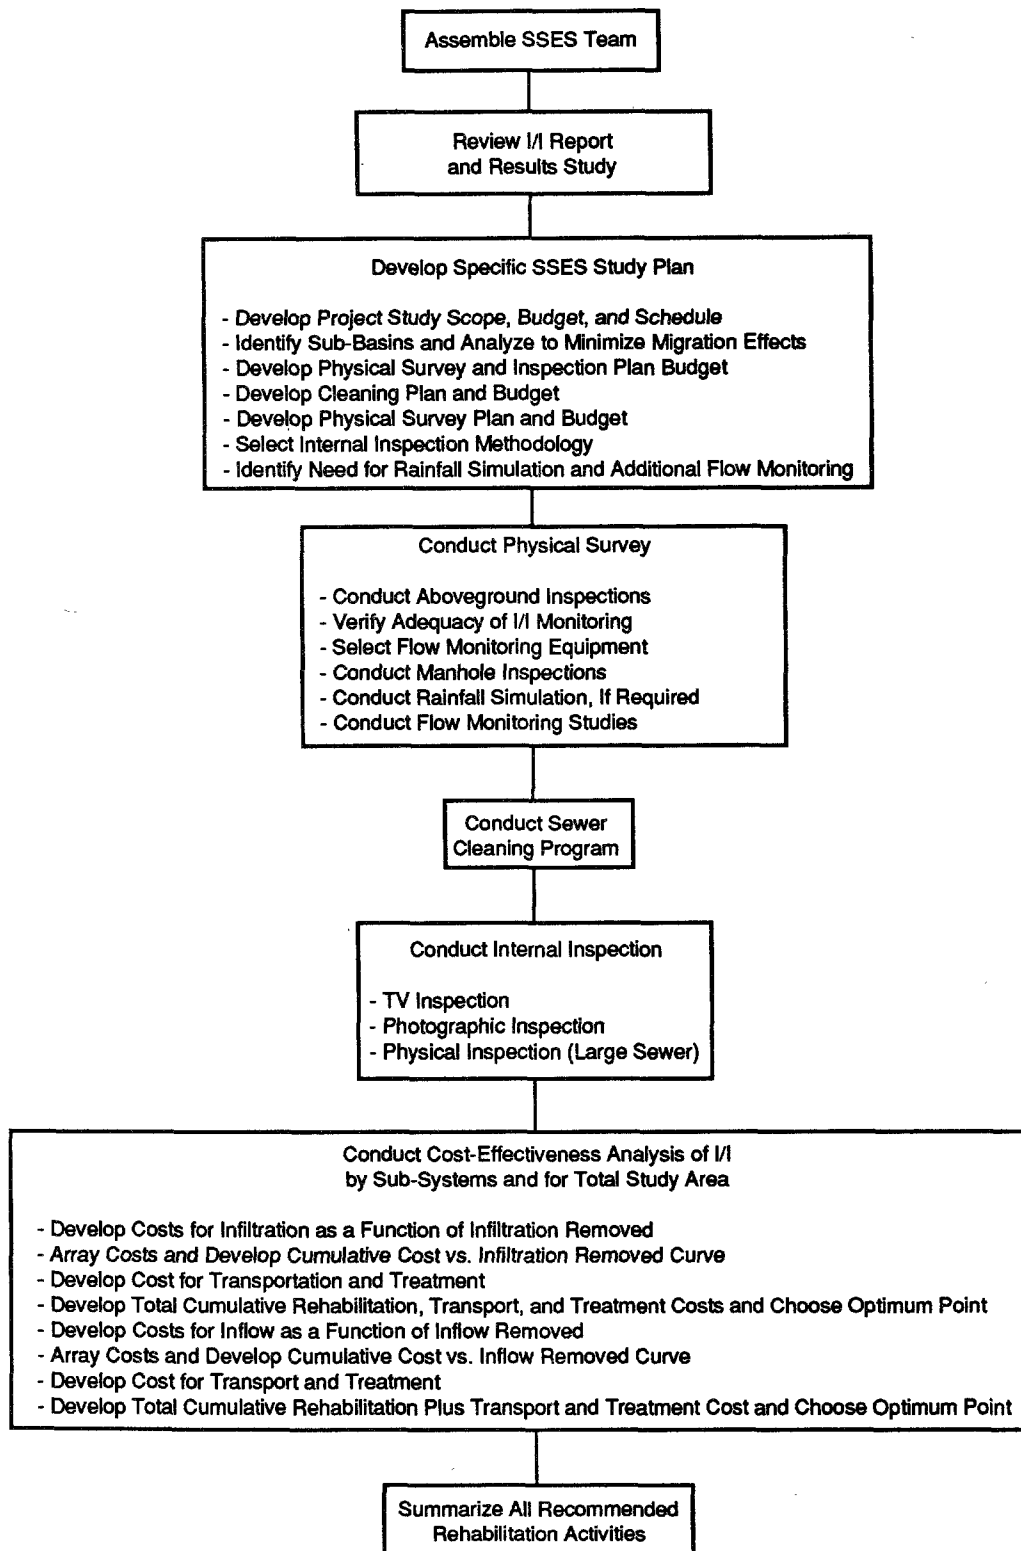 Assemble SSES Team
Review I/I Report
and Results Study
Develop Specific SSES Study Plan
- Develop Project Study Scope, Budget, and Schedule
- Identify Sub-Basins and Analyze to Minimize Migration Effects
- Develop Physical Survey and Inspection Plan Budget
- Develop Cleaning Plan and Budget
- Develop Physical Survey Plan and Budget
- Select Internal Inspection Methodology
- Identify Need for Rainfall Simulation and Additional Flow Monitoring
Conduct Physical Survey
- Conduct Aboveground Inspections
- Verify Adequacy of I/I Monitoring
- Select Flow Monitoring Equipment
- Conduct Manhole Inspections
- Conduct Rainfall Simulation, If Required
- Conduct Flow Monitoring Studies
Conduct Sewer
Cleaning Program
Conduct Internal Inspection
- TV Inspection
- Photographic Inspection
- Physical Inspection (Large Sewer)
Conduct Cost-Effectiveness Analysis of I/I
by Sub-Systems and for Total Study Area
- Develop Costs for Infiltration as a Function of Infiltration Removed
- Array Costs and Develop Cumulative Cost vs. Infiltration Removed Curve
- Develop Cost for Transportation and Treatment
- Develop Total Cumulative Rehabilitation, Transport, and Treatment Costs and Choose Optimum Point
- Develop Costs for Inflow as a Function of Inflow Removed
- Array Costs and Develop Cumulative Cost vs. Inflow Removed Curve
- Develop Cost for Transport and Treatment
- Develop Total Cumulative Rehabilitation Plus Transport and Treatment Cost and Choose Optimum Point
Summarize All Recommended
Rehabilitation Activities